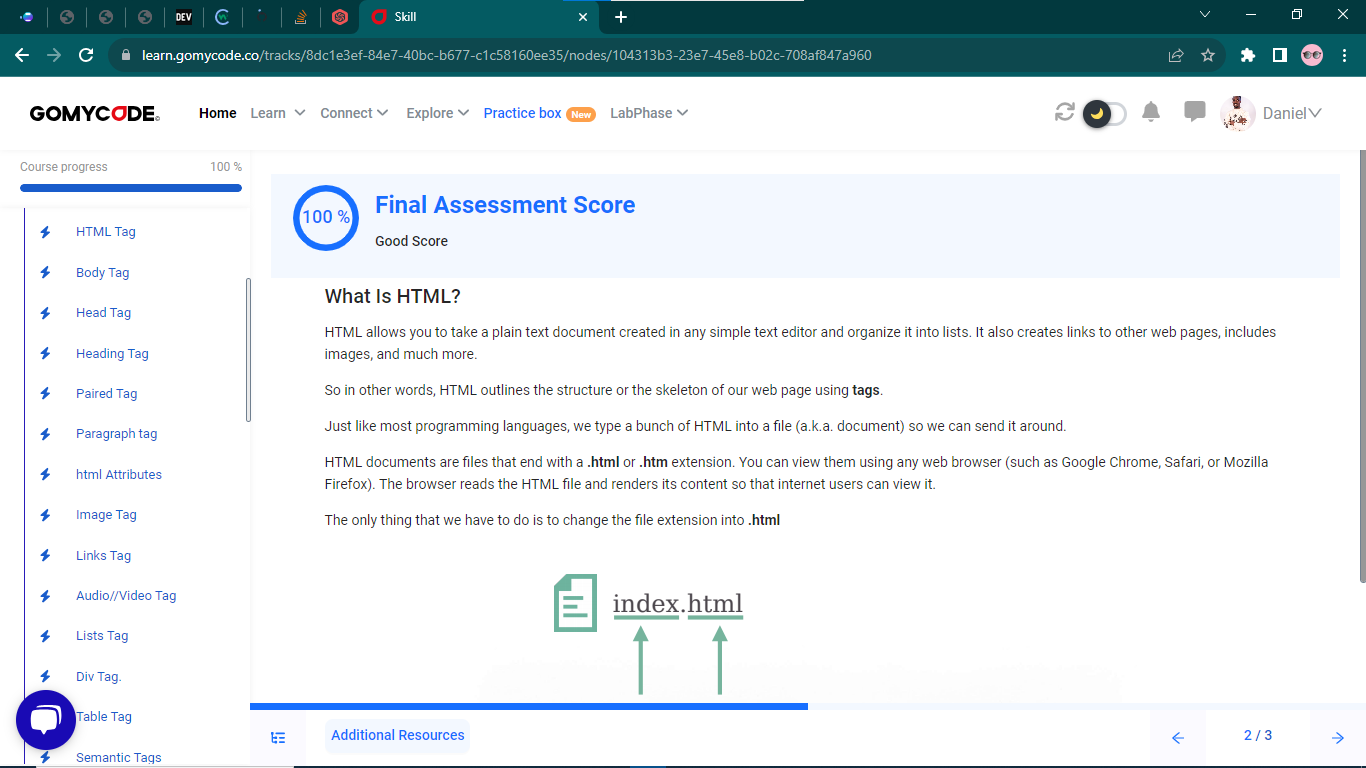 DEV
Skill
learn.gomycode.co/tracks/8dc1e3ef-84e7-40bc-b677-c1c58160ee35/nodes/104313b3-23e7-45e8-b02c-708af847a960
GOMYCODE
Home Learn Connect Explore Practice box New LabPhase Daniel
Course progress 100 %
HTML Tag
Body Tag
Head Tag
Heading Tag
Paired Tag
Paragraph tag
html Attributes
Image Tag
Links Tag
Audio//Video Tag
Lists Tag
Div Tag.
Table Tag
Semantic Tags
100 %
Final Assessment Score
Good Score
What Is HTML?
HTML allows you to take a plain text document created in any simple text editor and organize it into lists. It also creates links to other web pages, includes
images, and much more.
So in other words, HTML outlines the structure or the skeleton of our web page using tags.
Just like most programming languages, we type a bunch of HTML into a file (a.k.a. document) so we can send it around.
HTML documents are files that end with a .html or .htm extension. You can view them using any web browser (such as Google Chrome, Safari, or Mozilla
Firefox). The browser reads the HTML file and renders its content so that internet users can view it.
The only thing that we have to do is to change the file extension into .html
index.html
Additional Resources
2 / 3